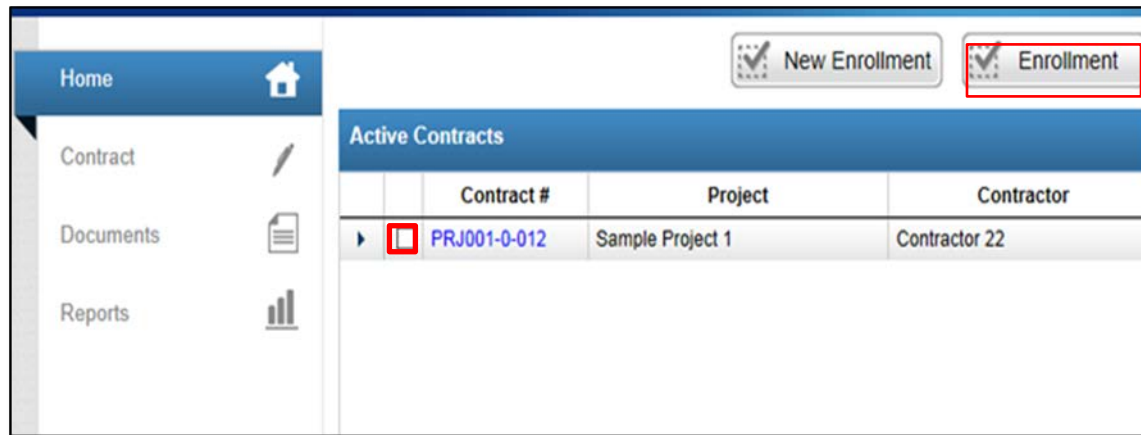 New Enrollment
Enrollment
Home
Contract
Documents
Reports
Active Contracts
Contract # Project Contractor
PRJ001-0-012 Sample Project 1 Contractor 22